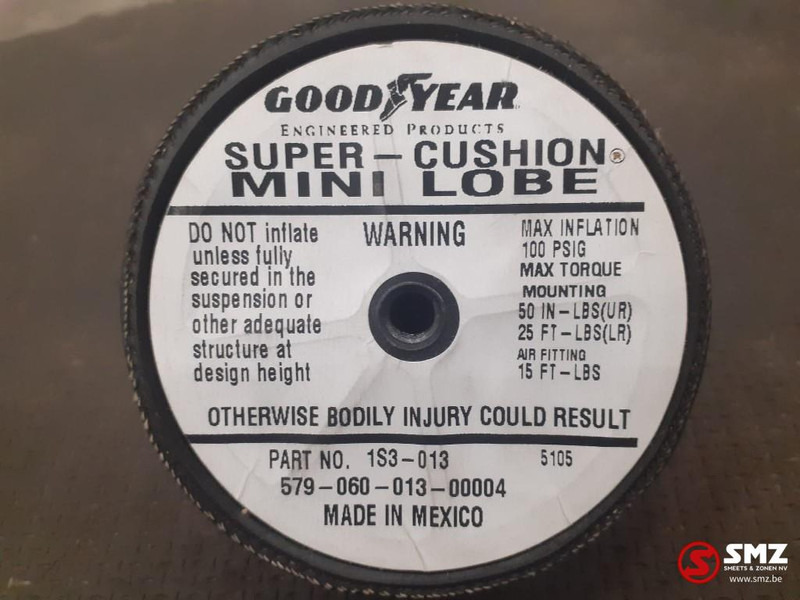 GOOD YEAR
ENGINEERED PRODUCTS
SUPER-CUSHION®
MINI LOBE
DO NOT inflate
unless fully
secured in the
suspension or
other adequate
structure at
design height
WARNING
MAX INFLATION
100 PSIG
MAX TORQUE
MOUNTING
50 IN-LBS(UR)
25 FT-LBS(LR)
AIR FITTING
15 FT-LBS
OTHERWISE BODILY INJURY COULD RESULT
PART NO. 1S3-013 5105
579-060-013-00004
MADE IN MEXICO
SMZ
SMEETS & ZONEN NV
www.smz.be